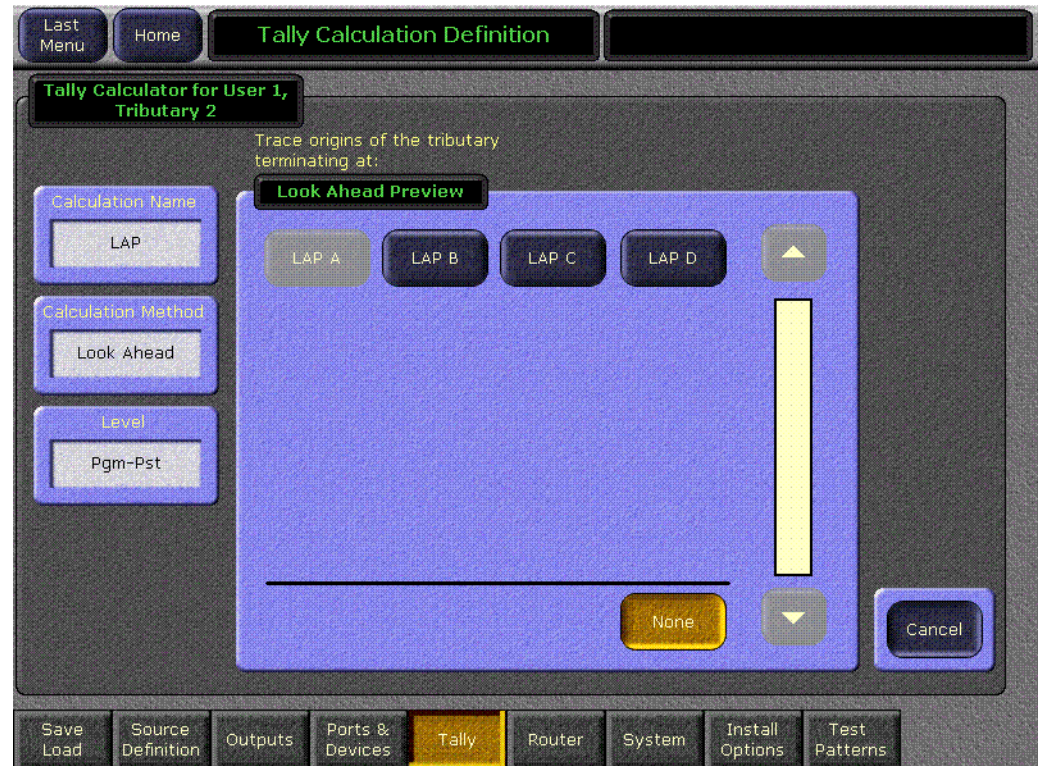 Last
Menu
Home
Tally Calculation Definition
Tally Calculator for User 1,
Tributary 2
Trace origins of the tributary
terminating at:
Look Ahead Preview
Calculation Name
LAP
Calculation Method
Look Ahead
Level
Pgm-Pst
LAP A
LAP B
LAP C
LAP D
None
Cancel
Save
Load
Source
Definition
Outputs
Ports &
Devices
Tally
Router
System
Install
Options
Test
Patterns